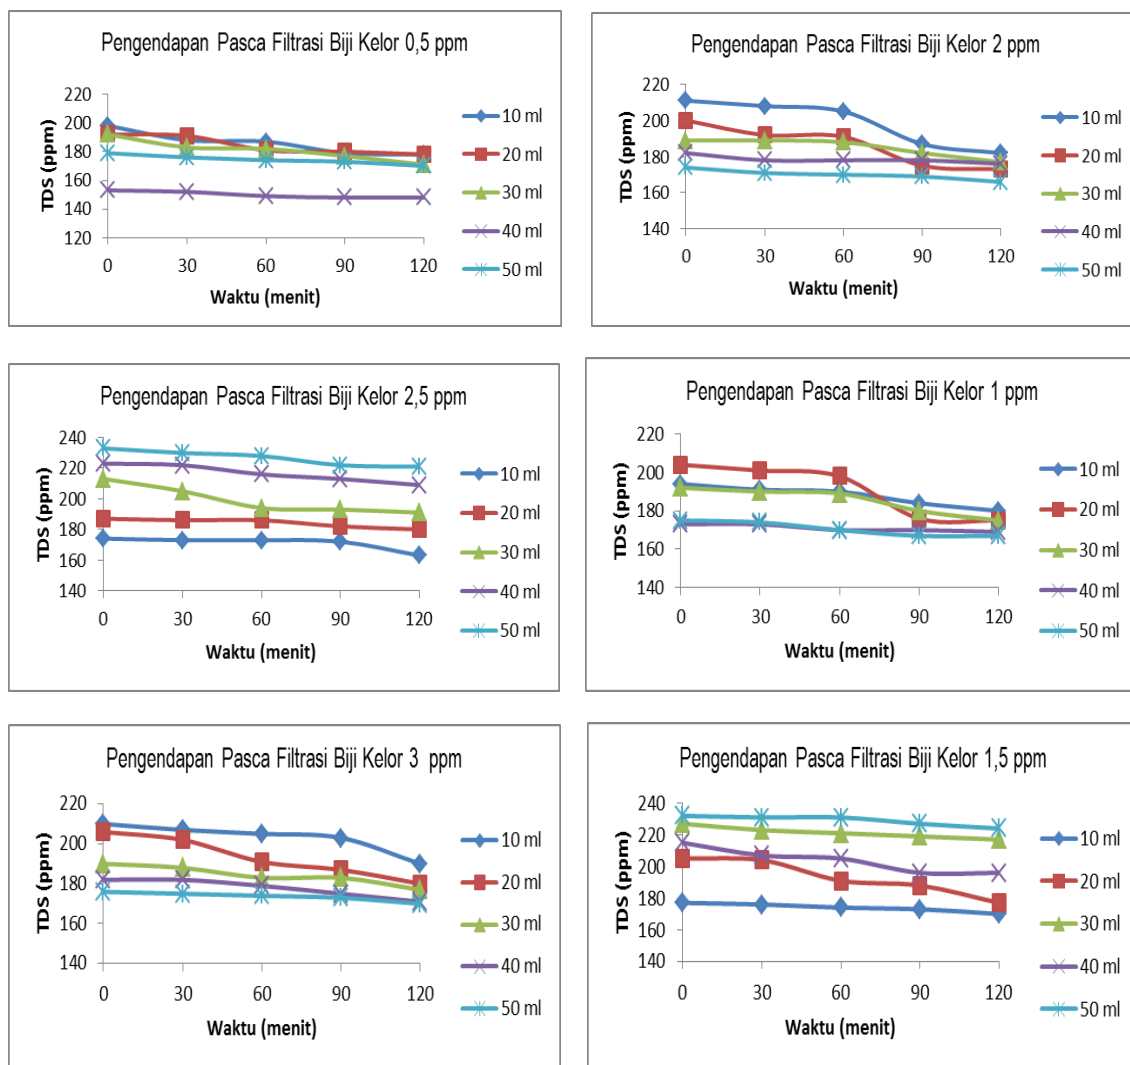 Pengendapan Pasca Filtrasi Biji Kelor 0,5 ppm
TDS (ppm)
220
200
180
160
140
120
0 30 60 90 120
Waktu (menit)
10 ml
20 ml
30 ml
40 ml
50 ml
Pengendapan Pasca Filtrasi Biji Kelor 2 ppm
TDS (ppm)
220
200
180
160
140
0 30 60 90 120
Waktu (menit)
10 ml
20 ml
30 ml
40 ml
50 ml
Pengendapan Pasca Filtrasi Biji Kelor 2,5 ppm
TDS (ppm)
240
220
200
180
160
140
0 30 60 90 120
Waktu (menit)
10 ml
20 ml
30 ml
40 ml
50 ml
Pengendapan Pasca Filtrasi Biji Kelor 1 ppm
TDS (ppm)
220
200
180
160
140
0 30 60 90 120
Waktu (menit)
10 ml
20 ml
30 ml
40 ml
50 ml
Pengendapan Pasca Filtrasi Biji Kelor 3 ppm
TDS (ppm)
220
200
180
160
140
0 30 60 90 120
Waktu (menit)
10 ml
20 ml
30 ml
40 ml
50 ml
Pengendapan Pasca Filtrasi Biji Kelor 1,5 ppm
TDS (ppm)
240
220
200
180
160
140
0 30 60 90 120
Waktu (menit)
10 ml
20 ml
30 ml
40 ml
50 ml